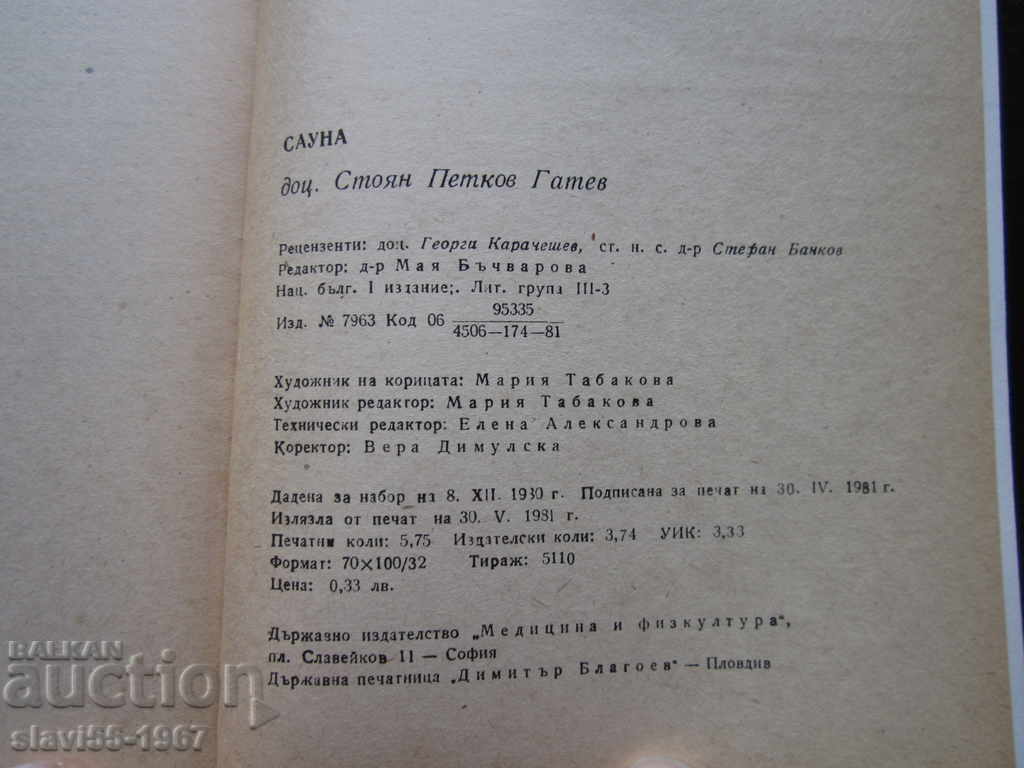 САУНА
доц. Стоян Петков Гатев
Рецензенти: доц. Георги Карачешев, ст. н. с. д-р Стефан Банков
Редактор: д-р Мая Бъчварова
Нац. бълг. I издание;. Лит. група III-3
Изд. № 7963 Код 06 95335
4506—174—81
Художник на корицата: Мария Табакова
Художник редактор: Мария Табакова
Технически редактор: Елена Александрова
Коректор: Вера Димулска
Дадена за набор на 8. XII. 1980 г. Подписана за печат на 30. IV. 1981 г.
Излязла от печат на 30. V. 1981 г.
Печатни коли: 5,75 Издателски коли: 3,74 УИК: 3,33
Формат: 70×100/32 Тираж: 5110
Цена: 0,33 лв.
Държавно издателство „Медицина и физкултура",
пл. Славейков 11 — София
Държавна печатница „Димитър Благоев" — Пловдив
BALKAN
auction
slavi55-1967